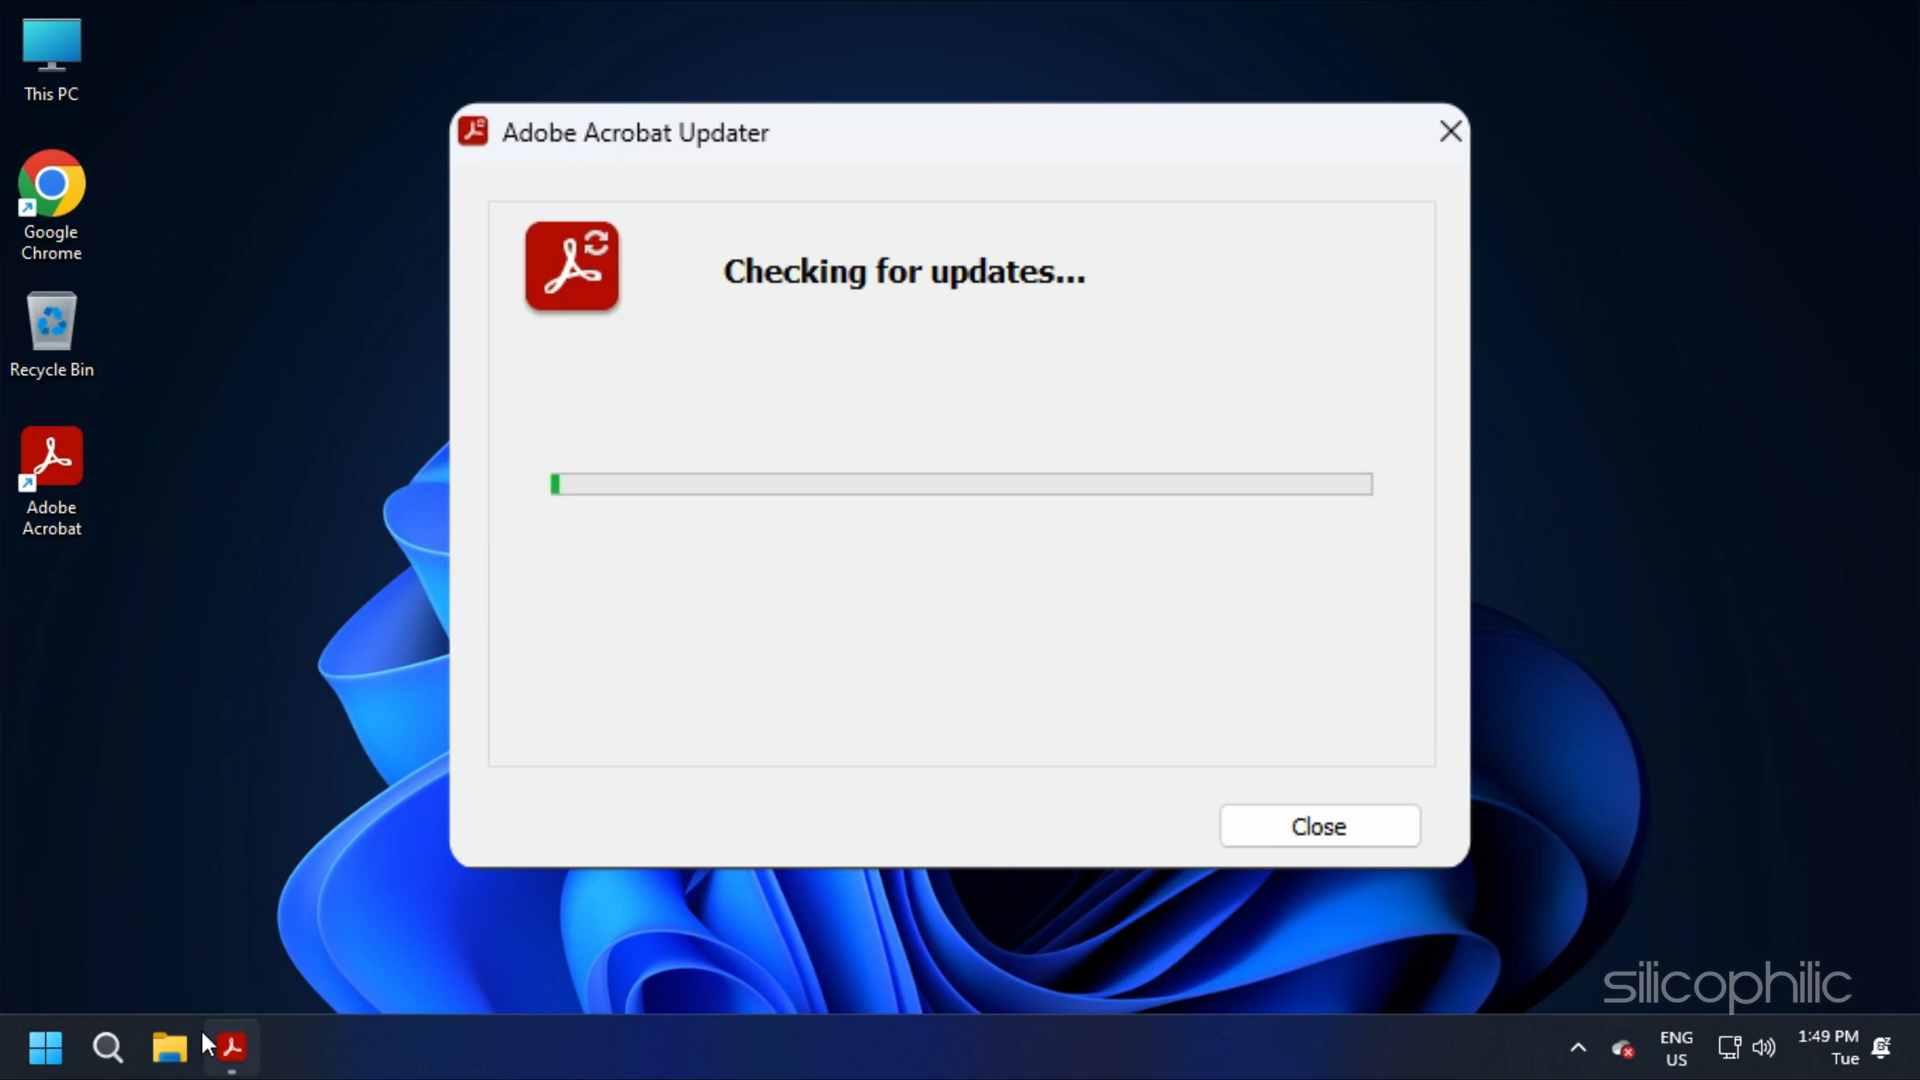 This PC
Google
Chrome
Recycle Bin
Adobe
Acrobat
Adobe Acrobat Updater
Checking for updates...
Close
silicophilic
ENG
US
1:49 PM
Tue